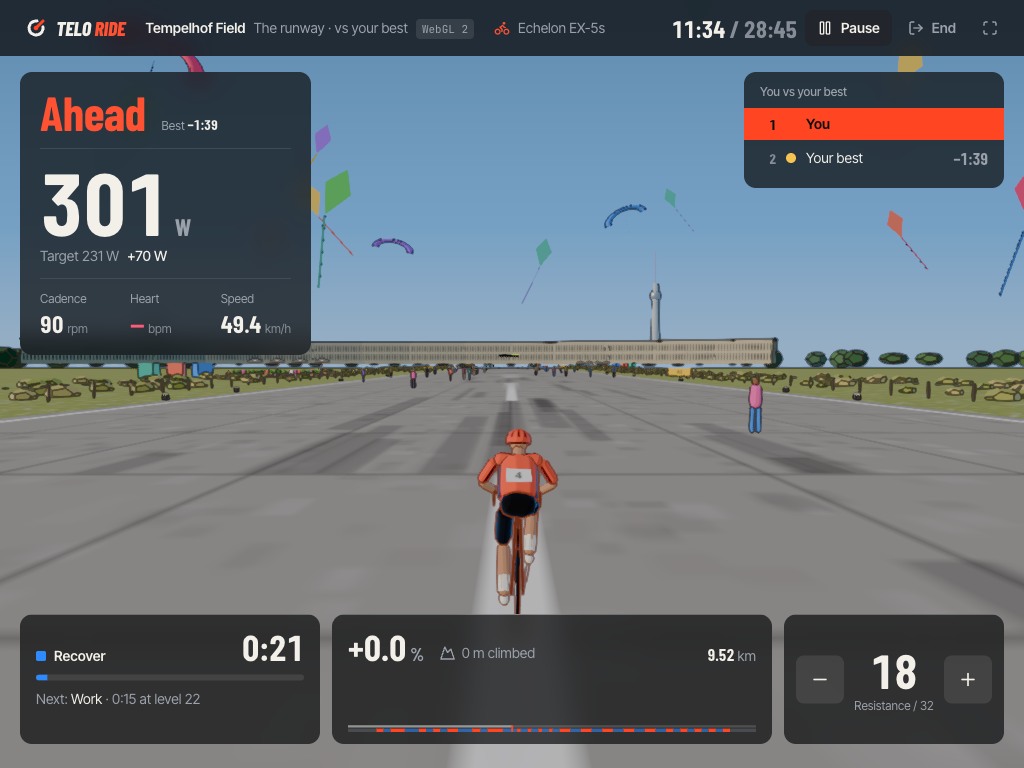 TELO RIDE Tempelhof Field The runway · vs your best WebGL 2 Echelon EX-5s 11:34 / 28:45 Pause End
Ahead Best −1:39
301 W
Target 231 W +70 W
Cadence Heart Speed
90 rpm — bpm 49.4 km/h
You vs your best
1 You
2 Your best −1:39
4
Recover 0:21
Next: Work · 0:15 at level 22
+0.0 % 0 m climbed 9.52 km
− 18 +
Resistance / 32